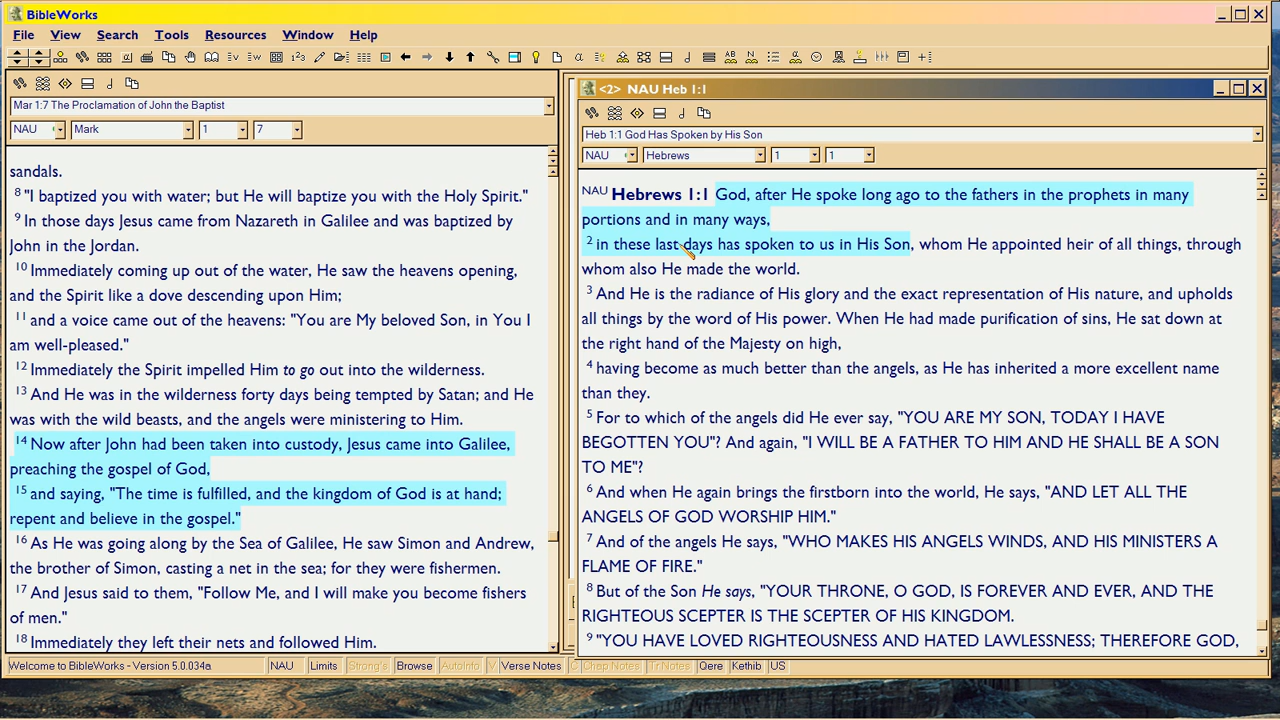 BibleWorks
File View Search Tools Resources Window Help
Mar 1:7 The Proclamation of John the Baptist
NAU Mark 1 7
sandals.
8 "I baptized you with water; but He will baptize you with the Holy Spirit."
9 In those days Jesus came from Nazareth in Galilee and was baptized by
John in the Jordan.
10 Immediately coming up out of the water, He saw the heavens opening,
and the Spirit like a dove descending upon Him;
11 and a voice came out of the heavens: "You are My beloved Son, in You I
am well-pleased."
12 Immediately the Spirit impelled Him to go out into the wilderness.
13 And He was in the wilderness forty days being tempted by Satan; and He
was with the wild beasts, and the angels were ministering to Him.
14 Now after John had been taken into custody, Jesus came into Galilee,
preaching the gospel of God,
15 and saying, "The time is fulfilled, and the kingdom of God is at hand;
repent and believe in the gospel."
16 As He was going along by the Sea of Galilee, He saw Simon and Andrew,
the brother of Simon, casting a net in the sea; for they were fishermen.
17 And Jesus said to them, "Follow Me, and I will make you become fishers
of men."
18 Immediately they left their nets and followed Him.
<2> NAU Heb 1:1
Heb 1:1 God Has Spoken by His Son
NAU Hebrews 1 1
NAU Hebrews 1:1 God, after He spoke long ago to the fathers in the prophets in many
portions and in many ways,
2 in these last days has spoken to us in His Son, whom He appointed heir of all things, through
whom also He made the world.
3 And He is the radiance of His glory and the exact representation of His nature, and upholds
all things by the word of His power. When He had made purification of sins, He sat down at
the right hand of the Majesty on high,
4 having become as much better than the angels, as He has inherited a more excellent name
than they.
5 For to which of the angels did He ever say, "YOU ARE MY SON, TODAY I HAVE
BEGOTTEN YOU"? And again, "I WILL BE A FATHER TO HIM AND HE SHALL BE A SON
TO ME"?
6 And when He again brings the firstborn into the world, He says, "AND LET ALL THE
ANGELS OF GOD WORSHIP HIM."
7 And of the angels He says, "WHO MAKES HIS ANGELS WINDS, AND HIS MINISTERS A
FLAME OF FIRE."
8 But of the Son He says, "YOUR THRONE, O GOD, IS FOREVER AND EVER, AND THE
RIGHTEOUS SCEPTER IS THE SCEPTER OF HIS KINGDOM.
9 "YOU HAVE LOVED RIGHTEOUSNESS AND HATED LAWLESSNESS; THEREFORE GOD,
Welcome to BibleWorks - Version 5.0.034a NAU Limits Strong's Browse AutoInfo V Verse Notes C Chap Notes Tr Notes Qere Kethib US